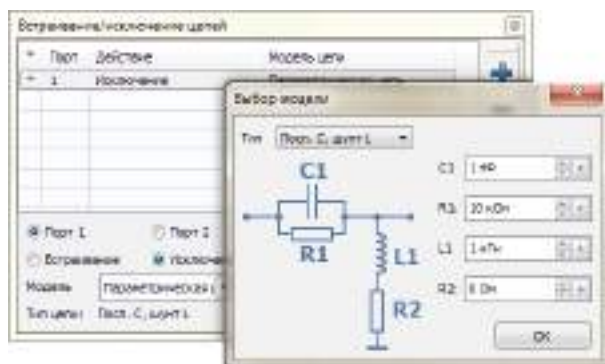 Встраивание/исключение цепей
* Порт Действие Модель цепи
* 1 Исключение
Выбор модели
Тип Посл. C, шунт L
C1
R1
L1
R2
C1 1 пФ
R1 10 кОм
L1 1 нГн
R2 0 Ом
OK
Порт 1 Порт 2
Встраивание Исключе
Модель Параметрическая ц
Тип цепи: Посл. C, шунт L